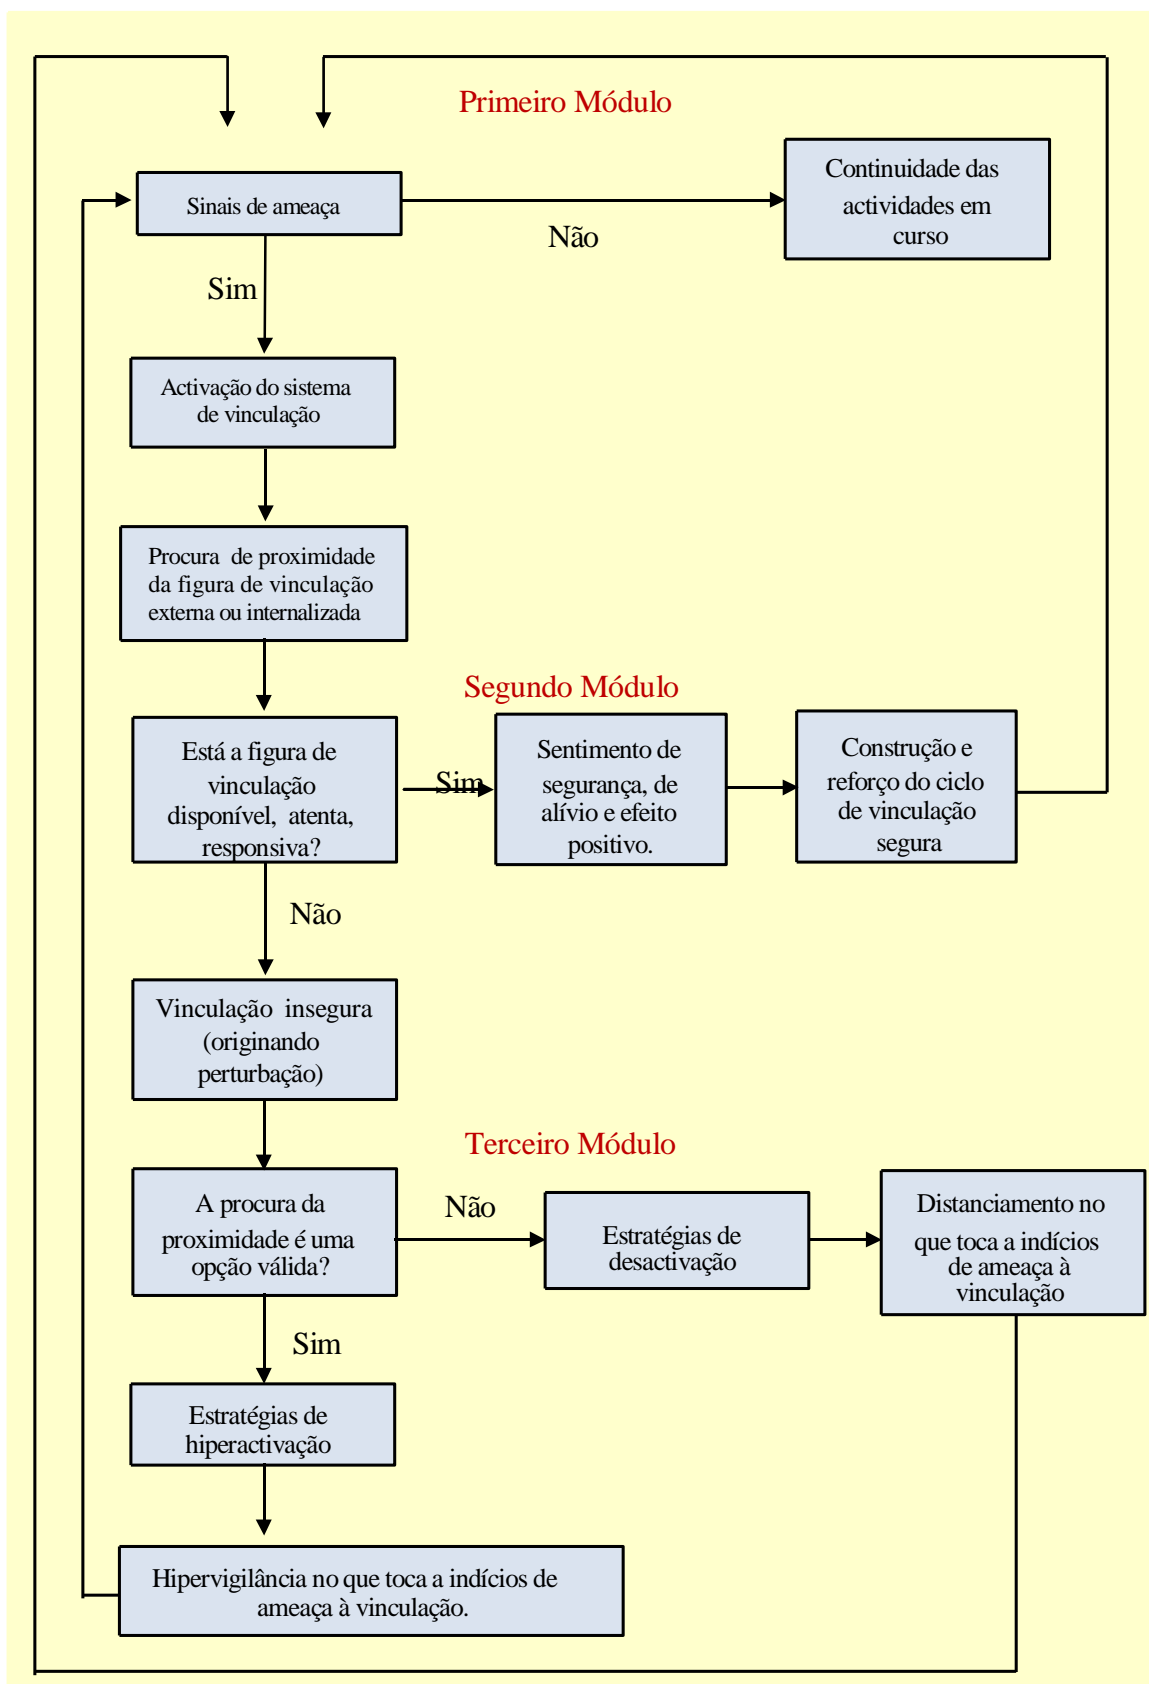 Primeiro Módulo
Sinais de ameaça
Não
Continuidade das
actividades em
curso
Sim
Activação do sistema
de vinculação
Procura de proximidade
da figura de vinculação
externa ou internalizada
Segundo Módulo
Está a figura de
vinculação
disponível, atenta,
responsiva?
Sim
Sentimento de
segurança, de
alívio e efeito
positivo.
Construção e
reforço do ciclo
de vinculação
segura
Não
Vinculação insegura
(originando
perturbação)
Terceiro Módulo
A procura da
proximidade é uma
opção válida?
Não
Estratégias de
desactivação
Distanciamento no
que toca a indícios
de ameaça à
vinculação
Sim
Estratégias de
hiperactivação
Hipervigilância no que toca a indícios de
ameaça à vinculação.